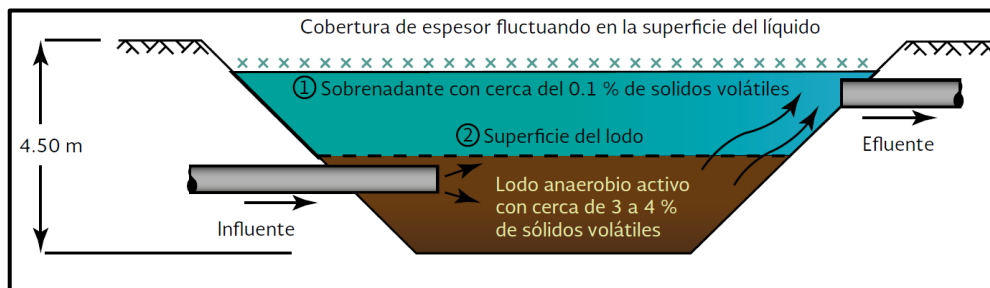 Cobertura de espesor fluctuando en la superficie del líquido
① Sobrenadante con cerca del 0.1 % de solidos volátiles
② Superficie del lodo
4.50 m
Efluente
Lodo anaerobio activo
con cerca de 3 a 4 %
de sólidos volátiles
Influente